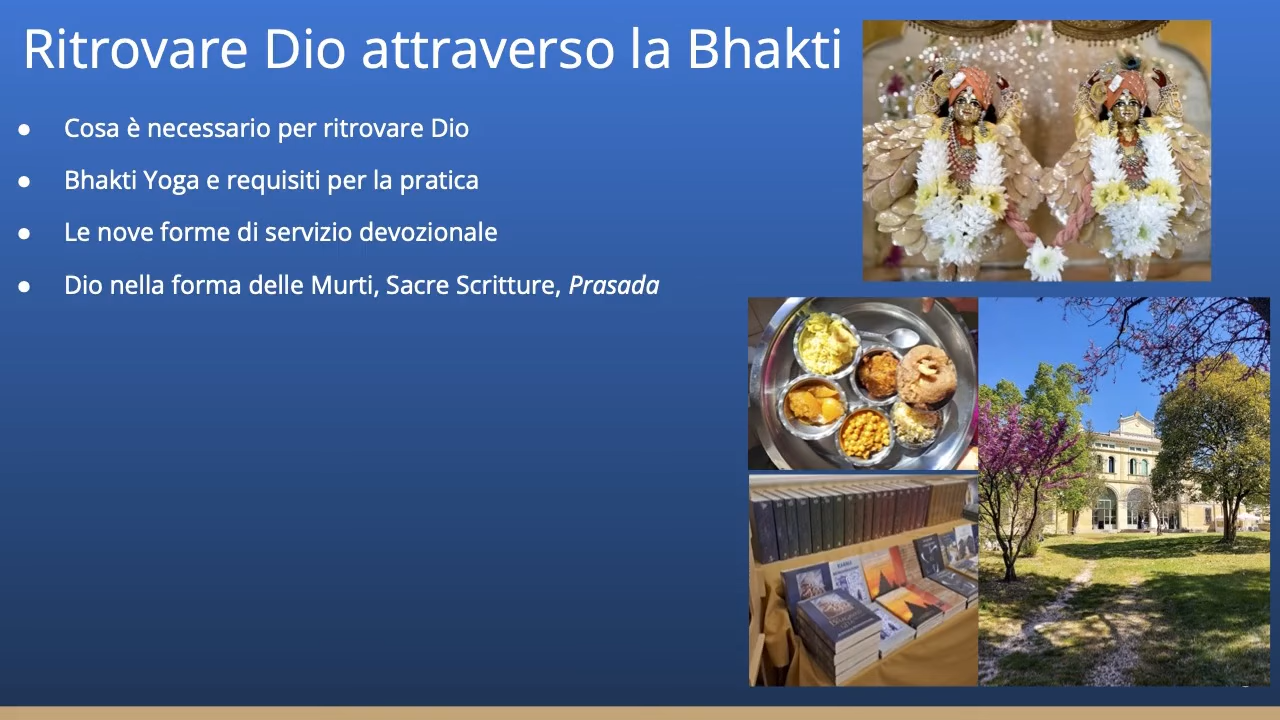 Ritrovare Dio attraverso la Bhakti
● Cosa è necessario per ritrovare Dio
● Bhakti Yoga e requisiti per la pratica
● Le nove forme di servizio devozionale
● Dio nella forma delle Murti, Sacre Scritture, Prasada